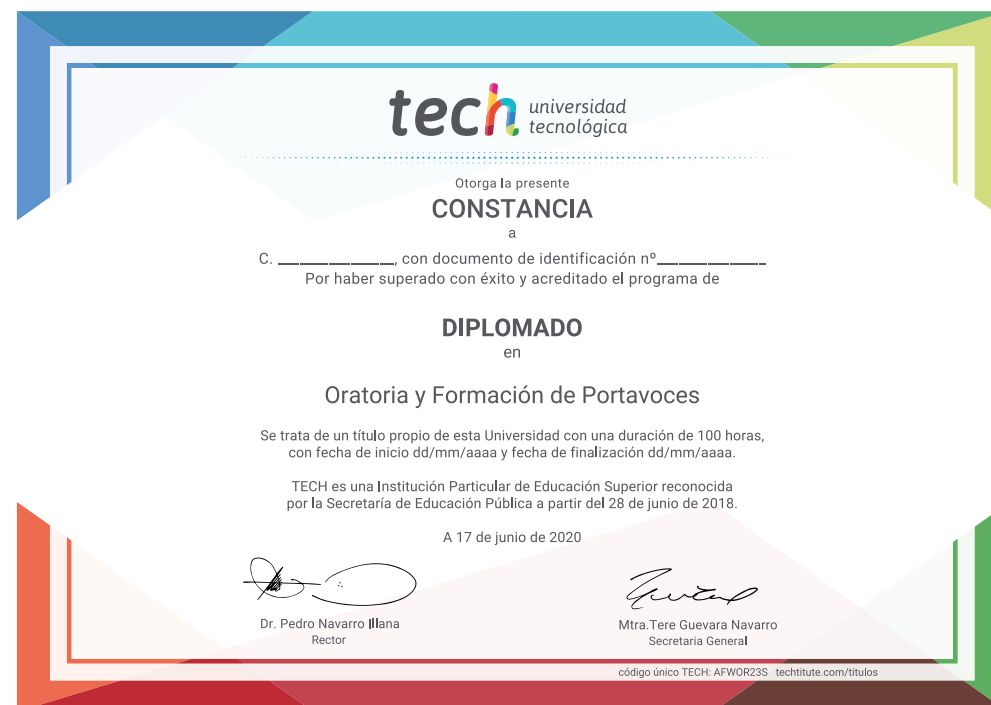 tech universidad
tecnológica
Otorga la presente
CONSTANCIA
a
C. ______________, con documento de identificación nº_____________
Por haber superado con éxito y acreditado el programa de
DIPLOMADO
en
Oratoria y Formación de Portavoces
Se trata de un título propio de esta Universidad con una duración de 100 horas,
con fecha de inicio dd/mm/aaaa y fecha de finalización dd/mm/aaaa.
TECH es una Institución Particular de Educación Superior reconocida
por la Secretaría de Educación Pública a partir del 28 de junio de 2018.
A 17 de junio de 2020
Dr. Pedro Navarro Illana
Rector
Mtra.Tere Guevara Navarro
Secretaria General
código único TECH: AFWOR23S techtitute.com/titulos